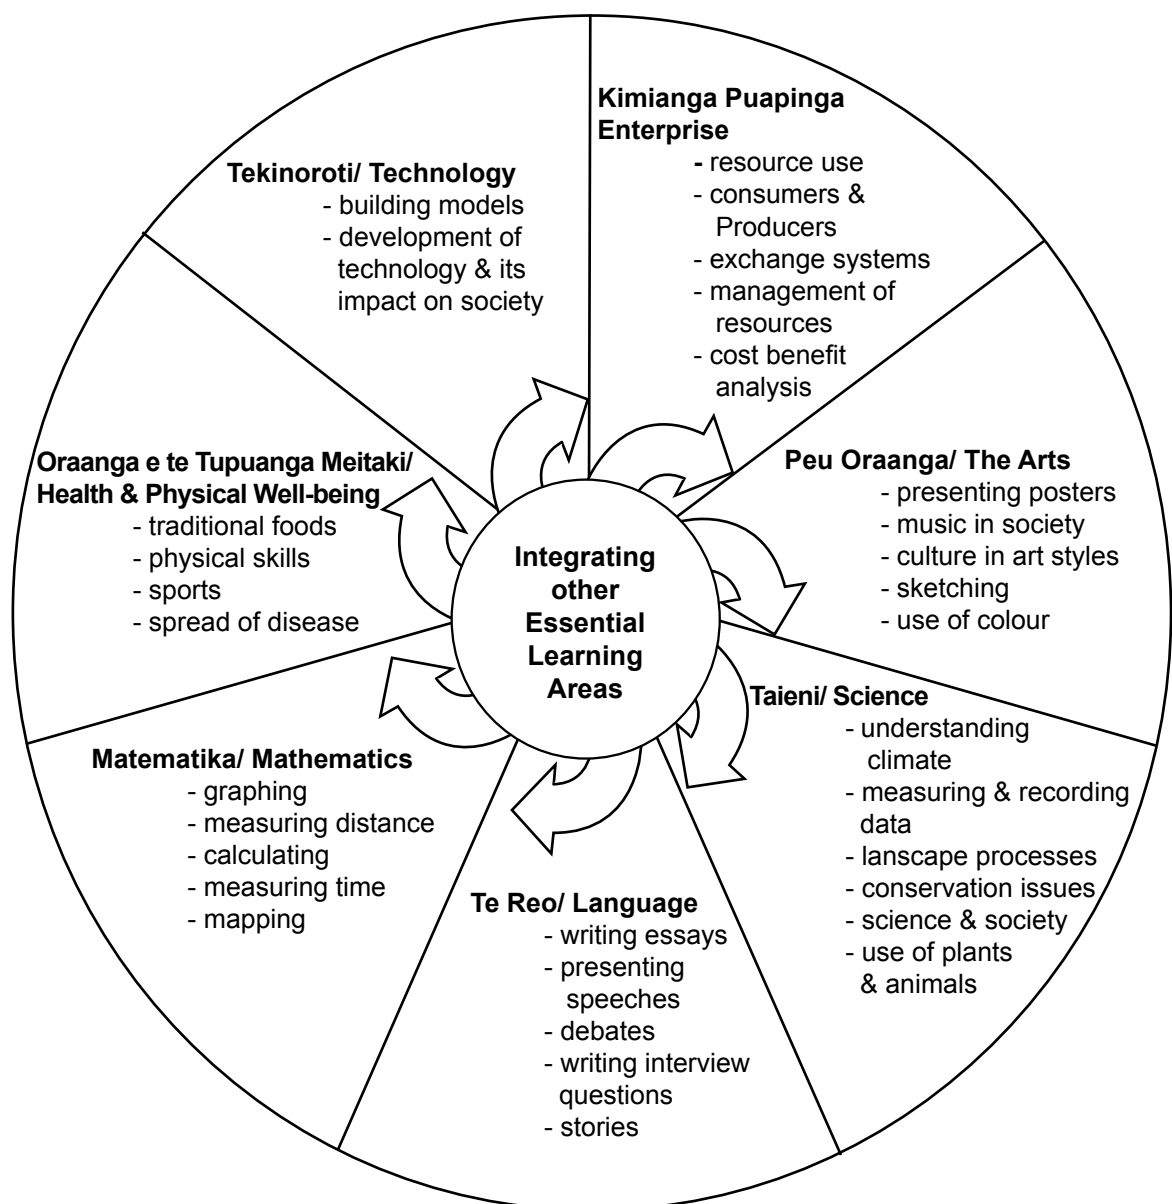 Kimianga Puapinga
Enterprise
- resource use
- consumers &
Producers
- exchange systems
- management of
resources
- cost benefit
analysis
Peu Oraanga/ The Arts
- presenting posters
- music in society
- culture in art styles
- sketching
- use of colour
Taieni/ Science
- understanding
climate
- measuring & recording
data
- lanscape processes
- conservation issues
- science & society
- use of plants
& animals
Te Reo/ Language
- writing essays
- presenting
speeches
- debates
- writing interview
questions
- stories
Matematika/ Mathematics
- graphing
- measuring distance
- calculating
- measuring time
- mapping
Oraanga e te Tupuanga Meitaki/
Health & Physical Well-being
- traditional foods
- physical skills
- sports
- spread of disease
Tekinoroti/ Technology
- building models
- development of
technology & its
impact on society
Integrating
other
Essential
Learning
Areas